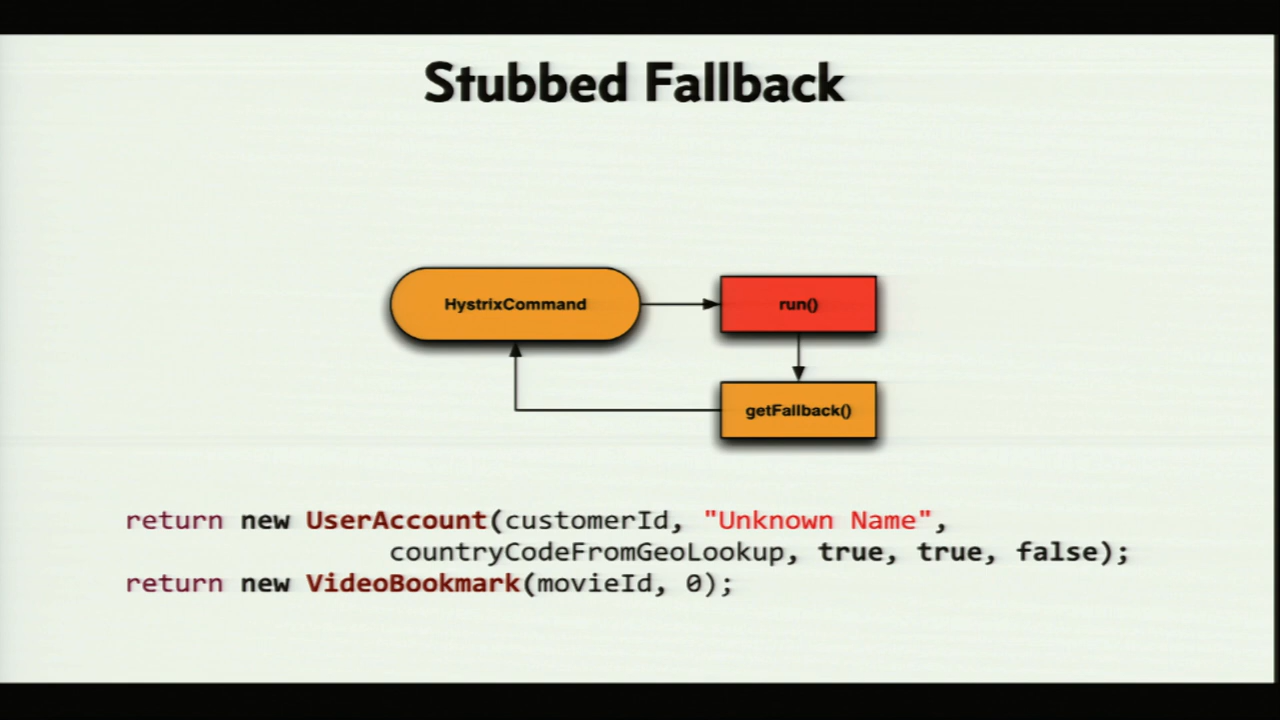 Stubbed Fallback
HystrixCommand
run()
getFallback()
return new UserAccount(customerId, "Unknown Name",
countryCodeFromGeoLookup, true, true, false);
return new VideoBookmark(movieId, 0);